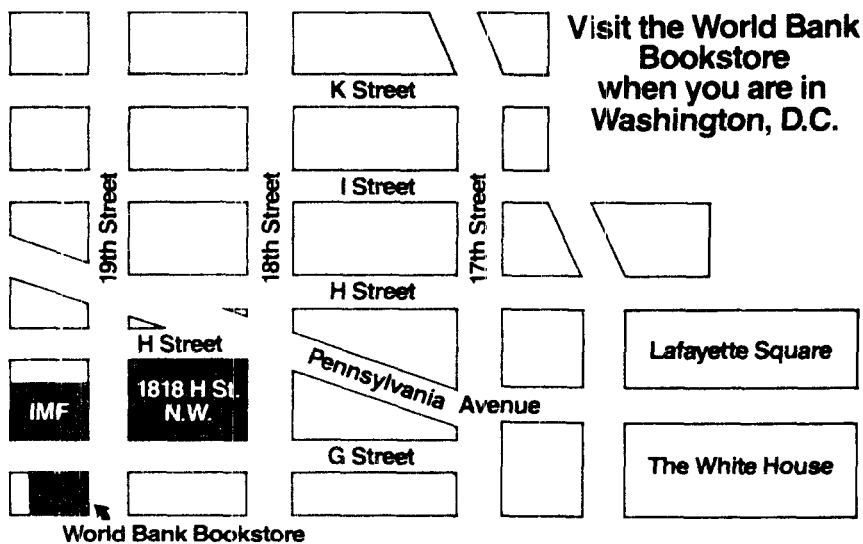 Visit the World Bank
Bookstore
when you are in
Washington, D.C.
K Street
I Street
19th Street
18th Street
17th Street
H Street
H Street
Pennsylvania Avenue
Lafayette Square
IMF
1818 H St.
N.W.
G Street
The White House
World Bank Bookstore